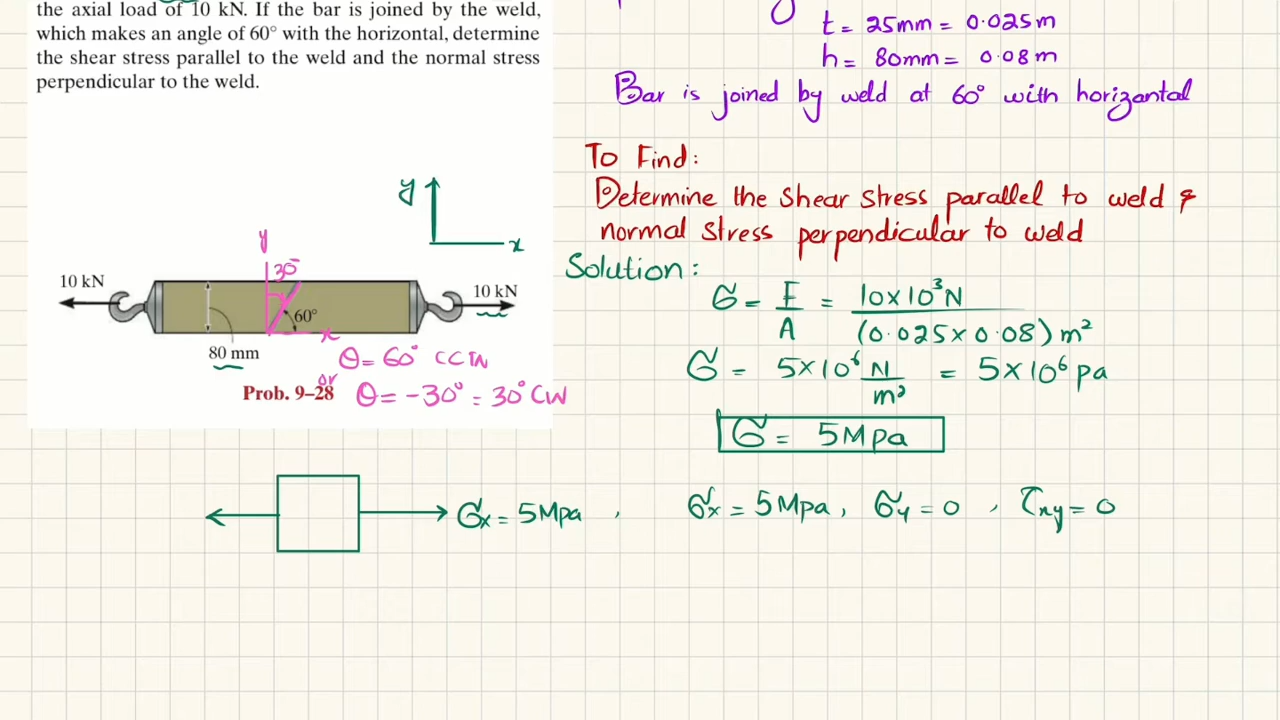 the axial load of 10 kN. If the bar is joined by the weld,
which makes an angle of 60° with the horizontal, determine
the shear stress parallel to the weld and the normal stress
perpendicular to the weld.
t = 25mm = 0.025m
h = 80mm = 0.08m
Bar is joined by weld at 60° with horizantal
To Find:
Determine the Shear Stress parallel to weld &
normal Stress perpendicular to weld
y
x
y
30°
10 kN
10 kN
60°
x
80 mm
θ = 60° CCW
or
Prob. 9–28
θ = -30° = 30° CW
Solution:
σ = F/A = 10×10³N/(0.025×0.08)m²
σ = 5×10⁶ N/m² = 5×10⁶ pa
σ = 5Mpa
σx = 5Mpa ,
σx = 5Mpa, σy = 0 , τxy = 0